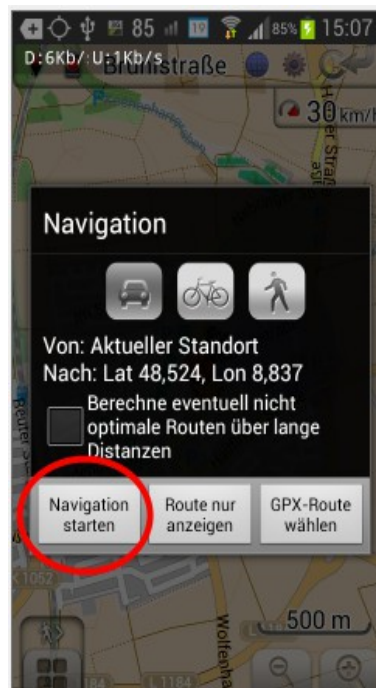 85 19 85% 15:07
D:6Kb/ U:1Kb/s
Brühlstraße
30 km/h
Navigation
Von: Aktueller Standort
Nach: Lat 48,524, Lon 8,837
Berechne eventuell nicht
optimale Routen über lange
Distanzen
Navigation
starten
Route nur
anzeigen
GPX-Route
wählen
K 1052
500 m
L 1184